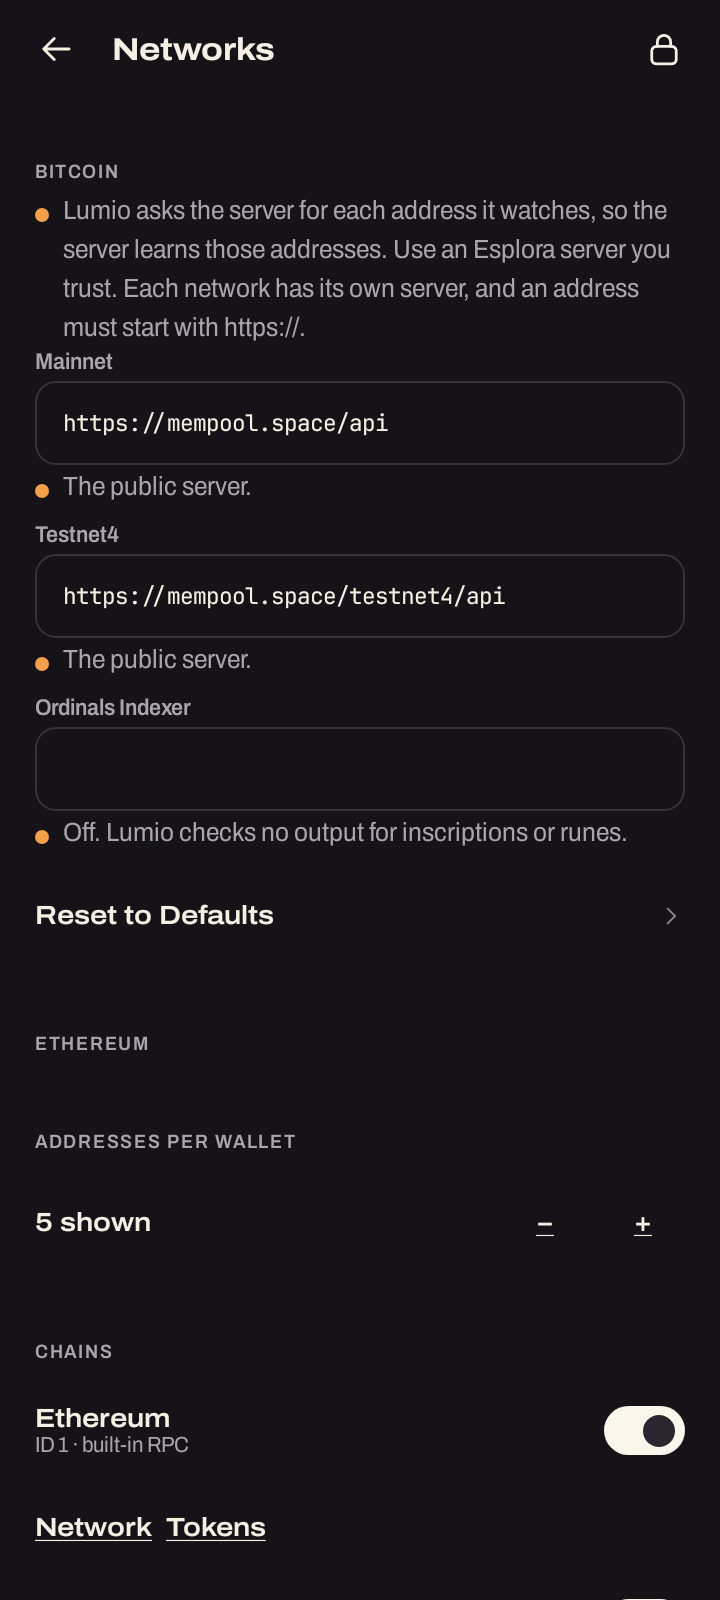 Networks
BITCOIN
Lumio asks the server for each address it watches, so the
server learns those addresses. Use an Esplora server you
trust. Each network has its own server, and an address
must start with https://.
Mainnet
https://mempool.space/api
The public server.
Testnet4
https://mempool.space/testnet4/api
The public server.
Ordinals Indexer
Off. Lumio checks no output for inscriptions or runes.
Reset to Defaults
ETHEREUM
ADDRESSES PER WALLET
5 shown − +
CHAINS
Ethereum
ID 1 · built-in RPC
Network Tokens